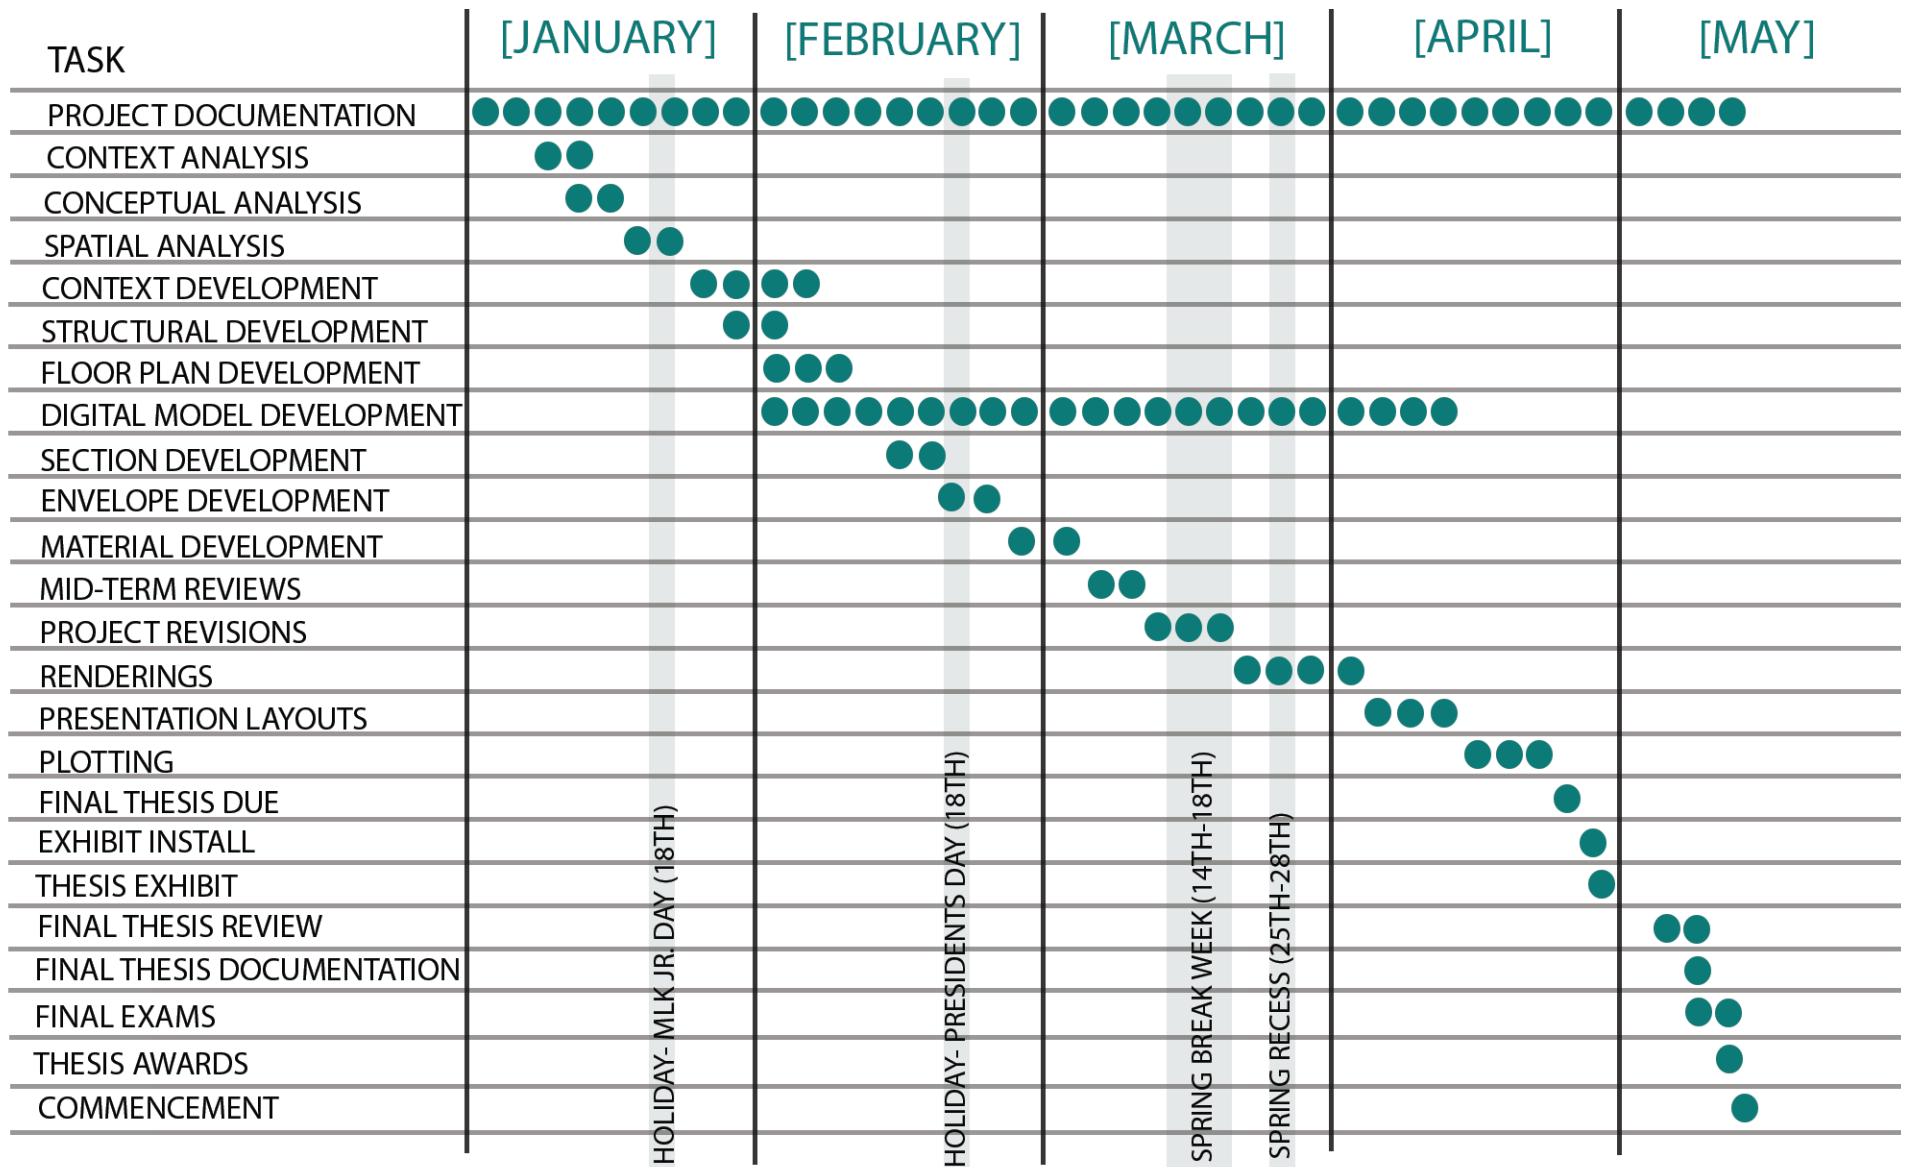 TASK
[JANUARY]
[FEBRUARY]
[MARCH]
[APRIL]
[MAY]
PROJECT DOCUMENTATION
CONTEXT ANALYSIS
CONCEPTUAL ANALYSIS
SPATIAL ANALYSIS
CONTEXT DEVELOPMENT
STRUCTURAL DEVELOPMENT
FLOOR PLAN DEVELOPMENT
DIGITAL MODEL DEVELOPMENT
SECTION DEVELOPMENT
ENVELOPE DEVELOPMENT
MATERIAL DEVELOPMENT
MID-TERM REVIEWS
PROJECT REVISIONS
RENDERINGS
PRESENTATION LAYOUTS
PLOTTING
FINAL THESIS DUE
EXHIBIT INSTALL
THESIS EXHIBIT
FINAL THESIS REVIEW
FINAL THESIS DOCUMENTATION
FINAL EXAMS
THESIS AWARDS
COMMENCEMENT
HOLIDAY- MLK JR. DAY (18TH)
HOLIDAY- PRESIDENTS DAY (18TH)
SPRING BREAK WEEK (14TH-18TH)
SPRING RECESS (25TH-28TH)